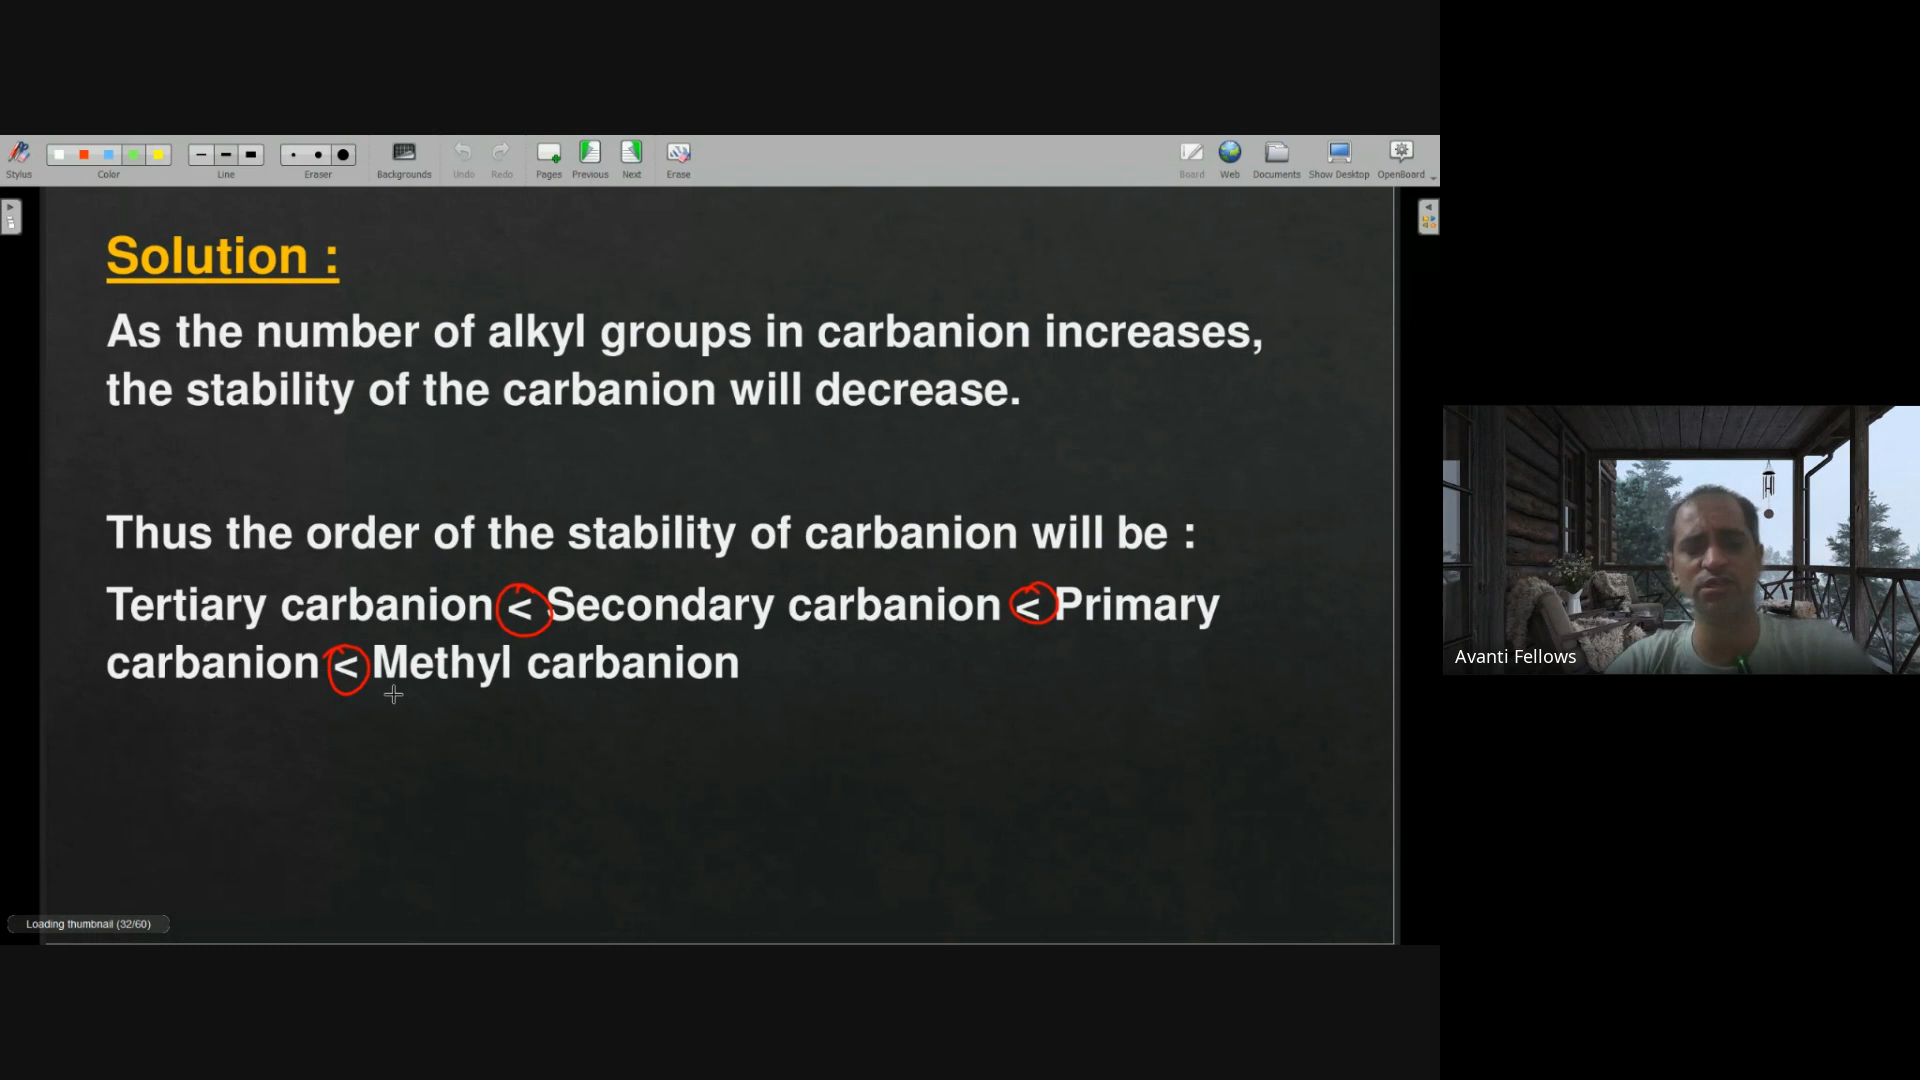 Stylus
Color
Line
Eraser
Backgrounds
Undo
Redo
Pages
Previous
Next
Erase
Board
Web
Documents
Show Desktop
OpenBoard
Solution :
As the number of alkyl groups in carbanion increases,
the stability of the carbanion will decrease.
Thus the order of the stability of carbanion will be :
Tertiary carbanion < Secondary carbanion < Primary
carbanion < Methyl carbanion
Loading thumbnail (32/60)
Avanti Fellows